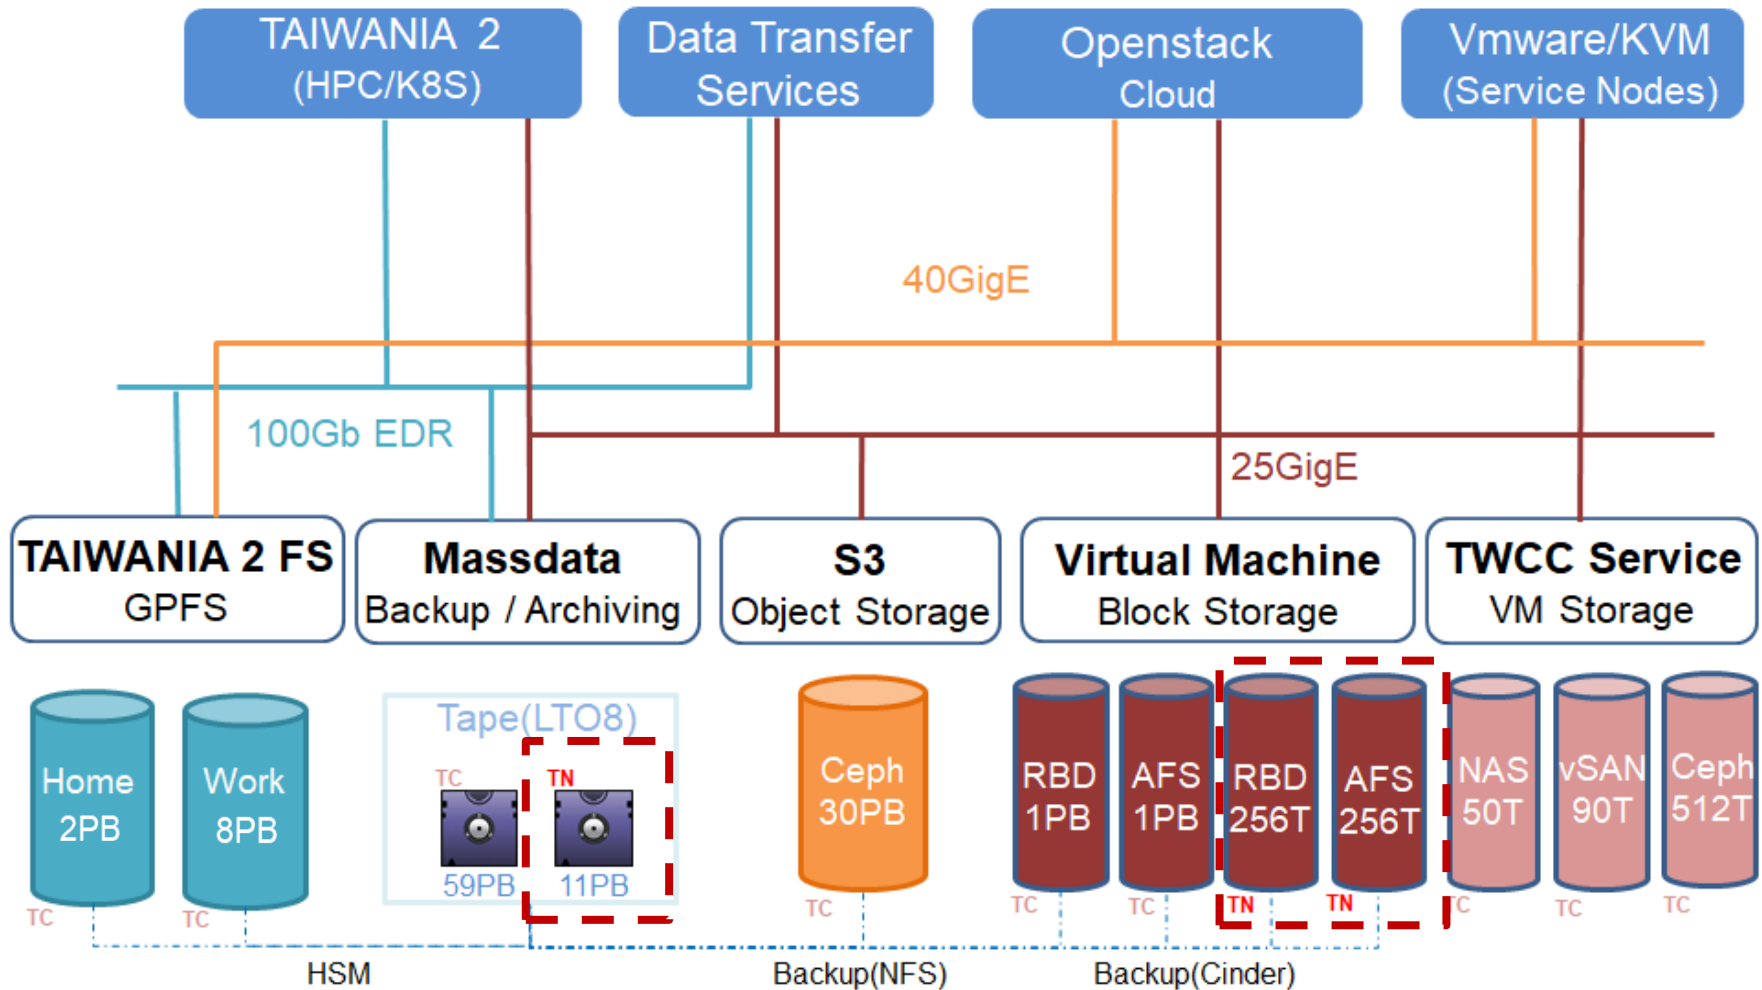 TAIWANIA 2
(HPC/K8S)
Data Transfer
Services
Openstack
Cloud
Vmware/KVM
(Service Nodes)
40GigE
100Gb EDR
25GigE
TAIWANIA 2 FS
GPFS
Massdata
Backup / Archiving
S3
Object Storage
Virtual Machine
Block Storage
TWCC Service
VM Storage
Home
2PB
TC
Work
8PB
TC
Tape(LTO8)
TC
59PB
TN
11PB
Ceph
30PB
TC
RBD
1PB
TC
AFS
1PB
TC
RBD
256T
TN
AFS
256T
TN
NAS
50T
TC
vSAN
90T
TC
Ceph
512T
TC
HSM
Backup(NFS)
Backup(Cinder)